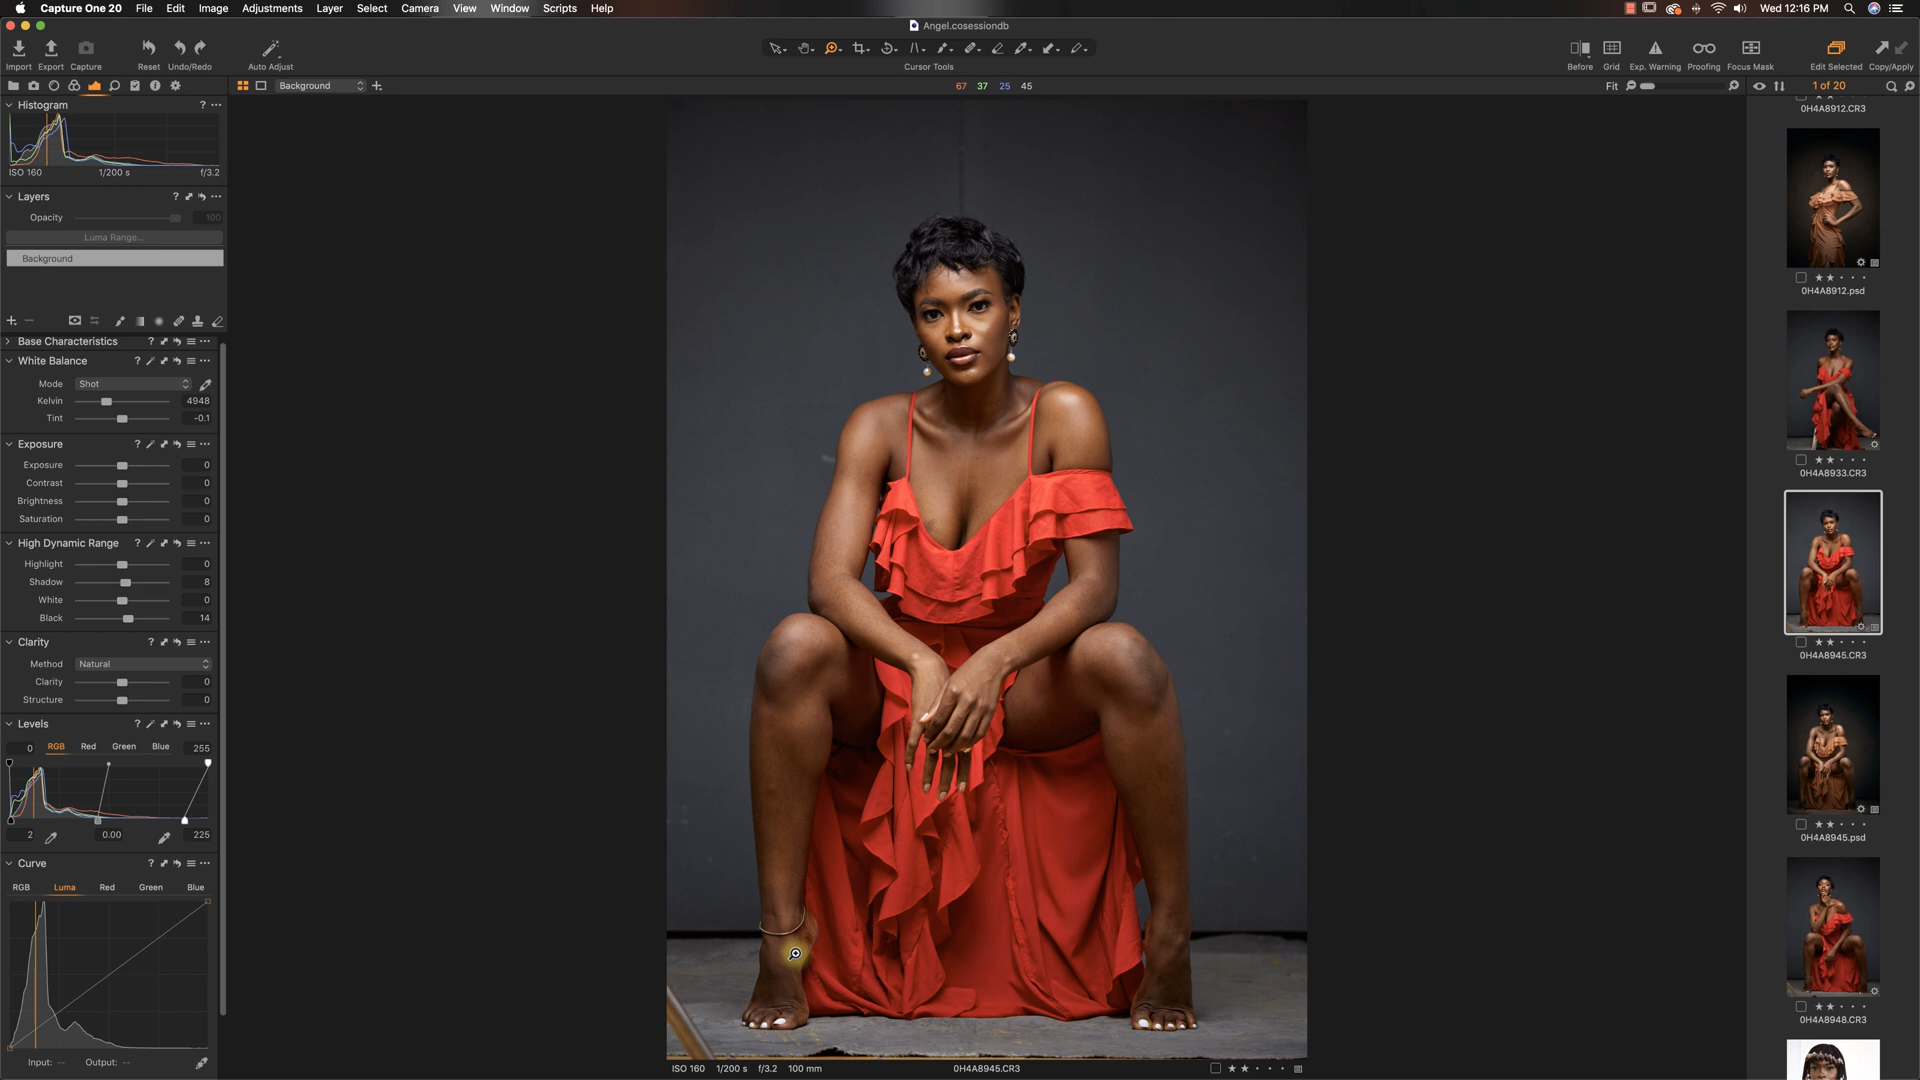 Capture One 20 File Edit Image Adjustments Layer Select Camera View Window Scripts Help Wed 12:16 PM
Angel.cosessiondb
Import Export Capture Reset Undo/Redo Auto Adjust Cursor Tools Before Grid Exp. Warning Proofing Focus Mask Edit Selected Copy/Apply
Background 67 37 25 45 Fit 1 of 20
Histogram ? ...
ISO 160 1/200 s f/3.2
Layers ? ...
Opacity 100
Luma Range...
Background
Base Characteristics ? ...
White Balance ? ...
Mode Shot
Kelvin 4948
Tint -0.1
Exposure ? ...
Exposure 0
Contrast 0
Brightness 0
Saturation 0
High Dynamic Range ? ...
Highlight 0
Shadow 8
White 0
Black 14
Clarity ? ...
Method Natural
Clarity 0
Structure 0
Levels ? ...
0 RGB Red Green Blue 255
2 0.00 225
Curve ? ...
RGB Luma Red Green Blue
Input: -- Output: --
ISO 160 1/200 s f/3.2 100 mm 0H4A8945.CR3
0H4A8912.CR3
0H4A8912.psd
0H4A8933.CR3
0H4A8945.CR3
0H4A8945.psd
0H4A8948.CR3